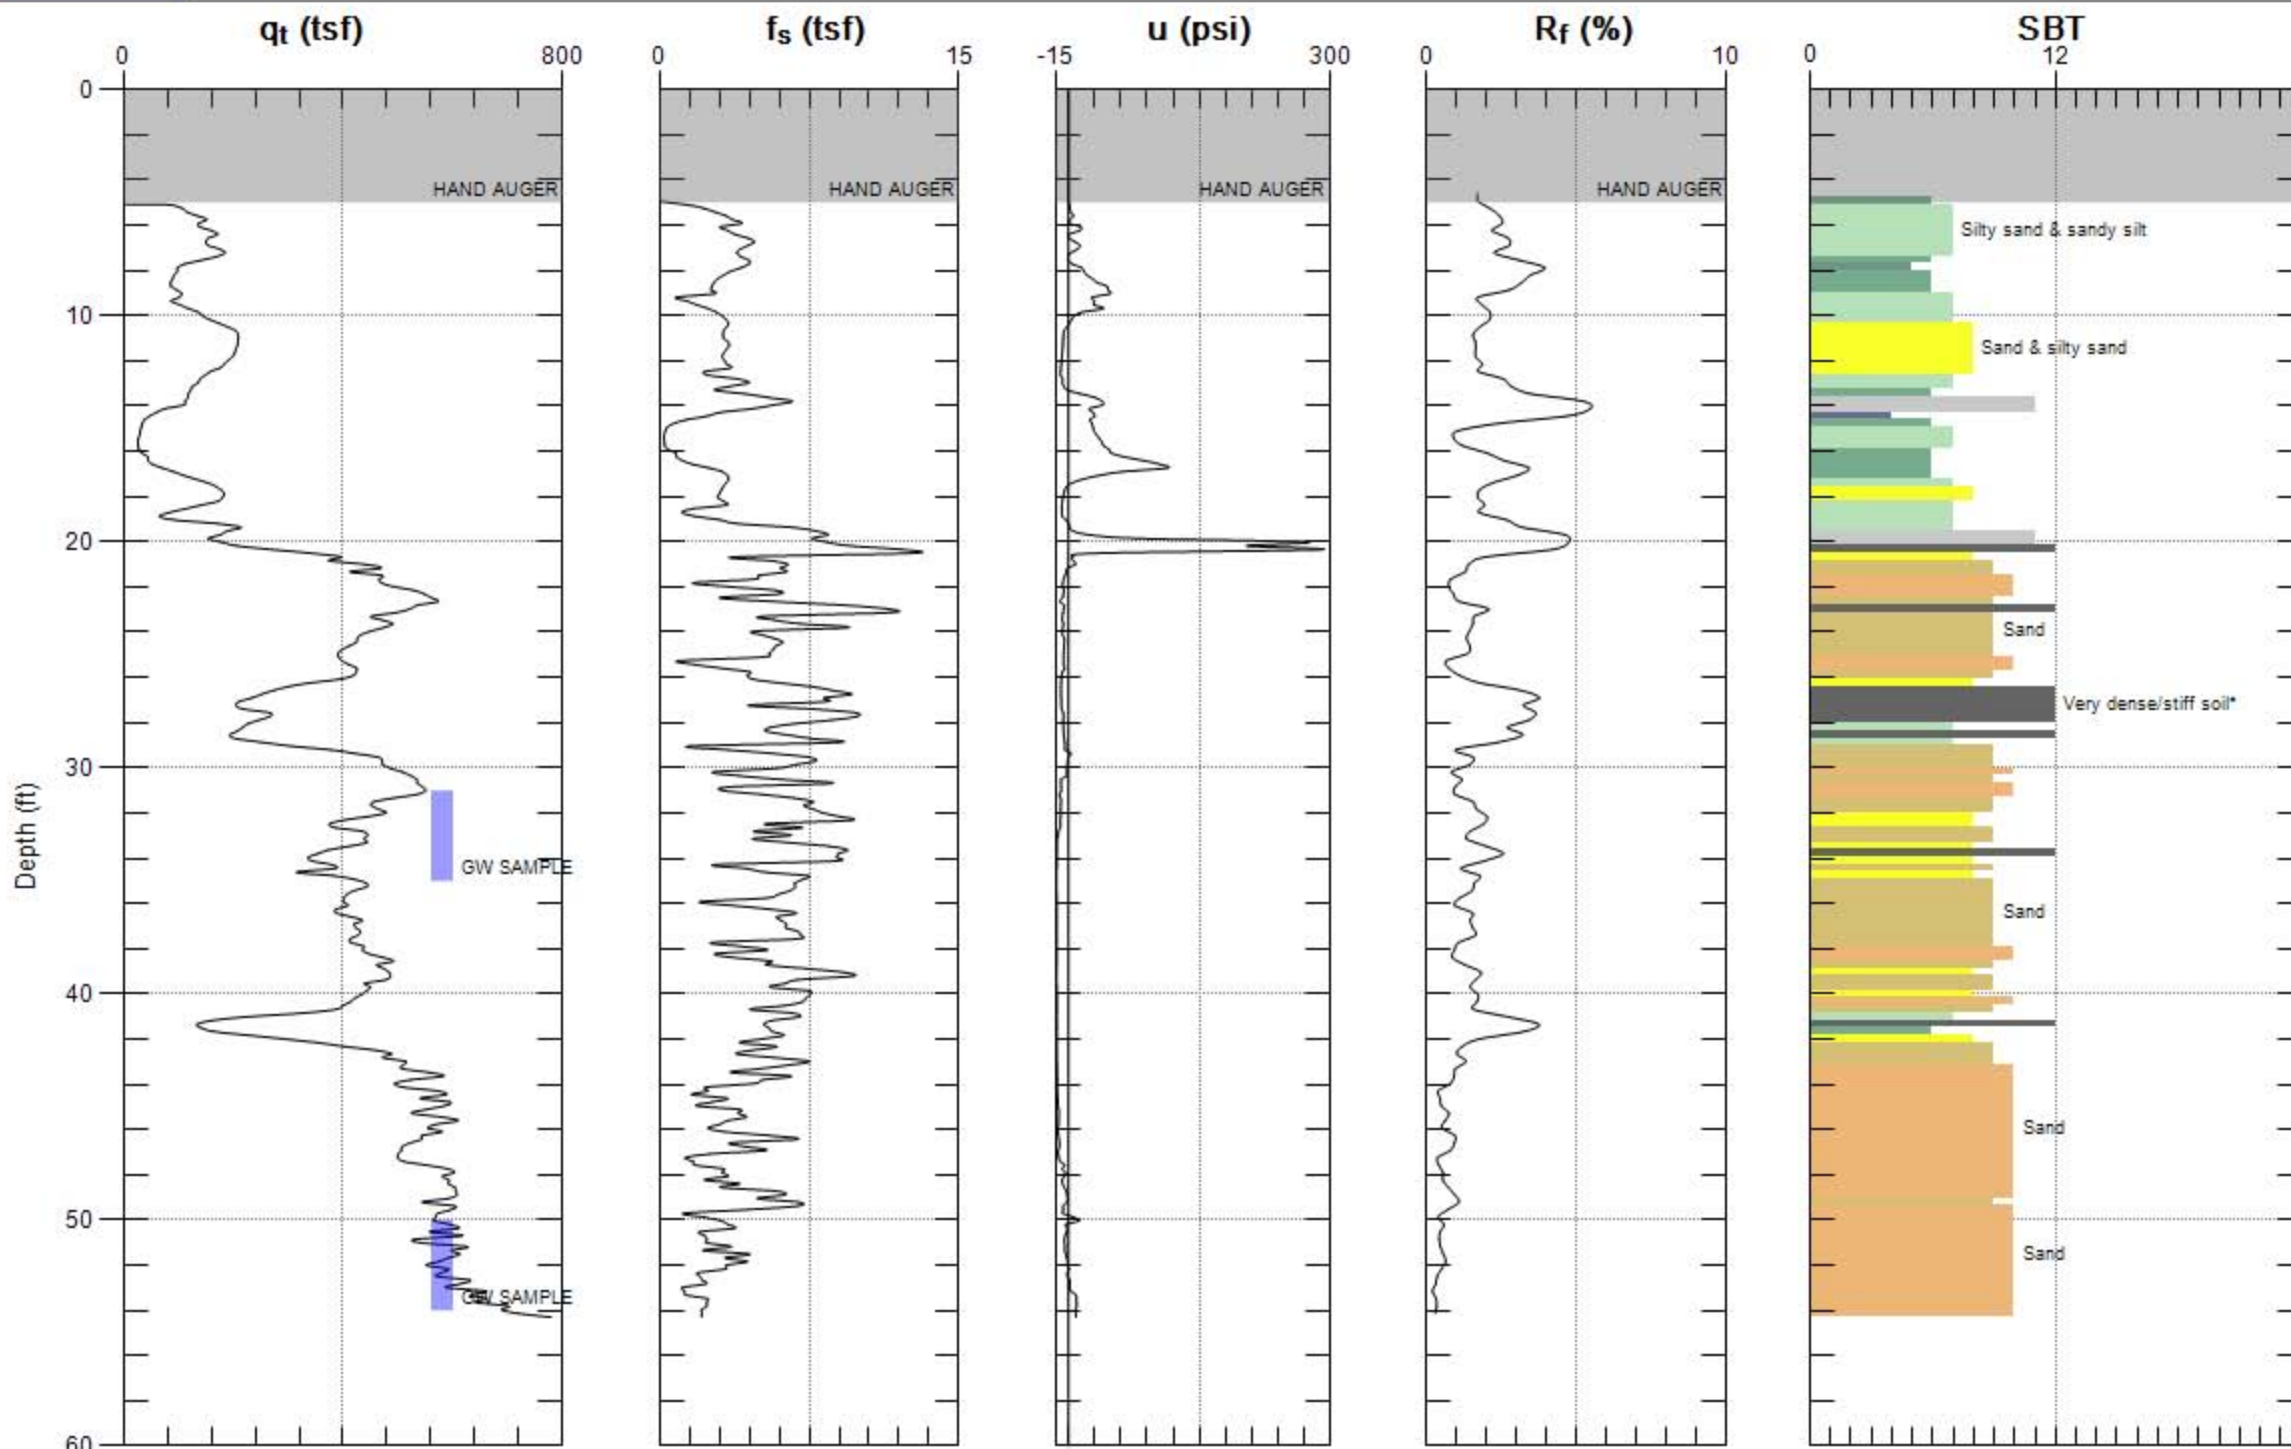 qt (tsf)
fs (tsf)
u (psi)
Rf (%)
SBT
0
800
0
15
-15
300
0
10
0
12
0
HAND AUGER
HAND AUGER
HAND AUGER
HAND AUGER
Silty sand & sandy silt
10
Sand & silty sand
20
Sand
Very dense/stiff soil*
30
Depth (ft)
GW SAMPLE
Sand
40
Sand
50
Sand
GW SAMPLE
60